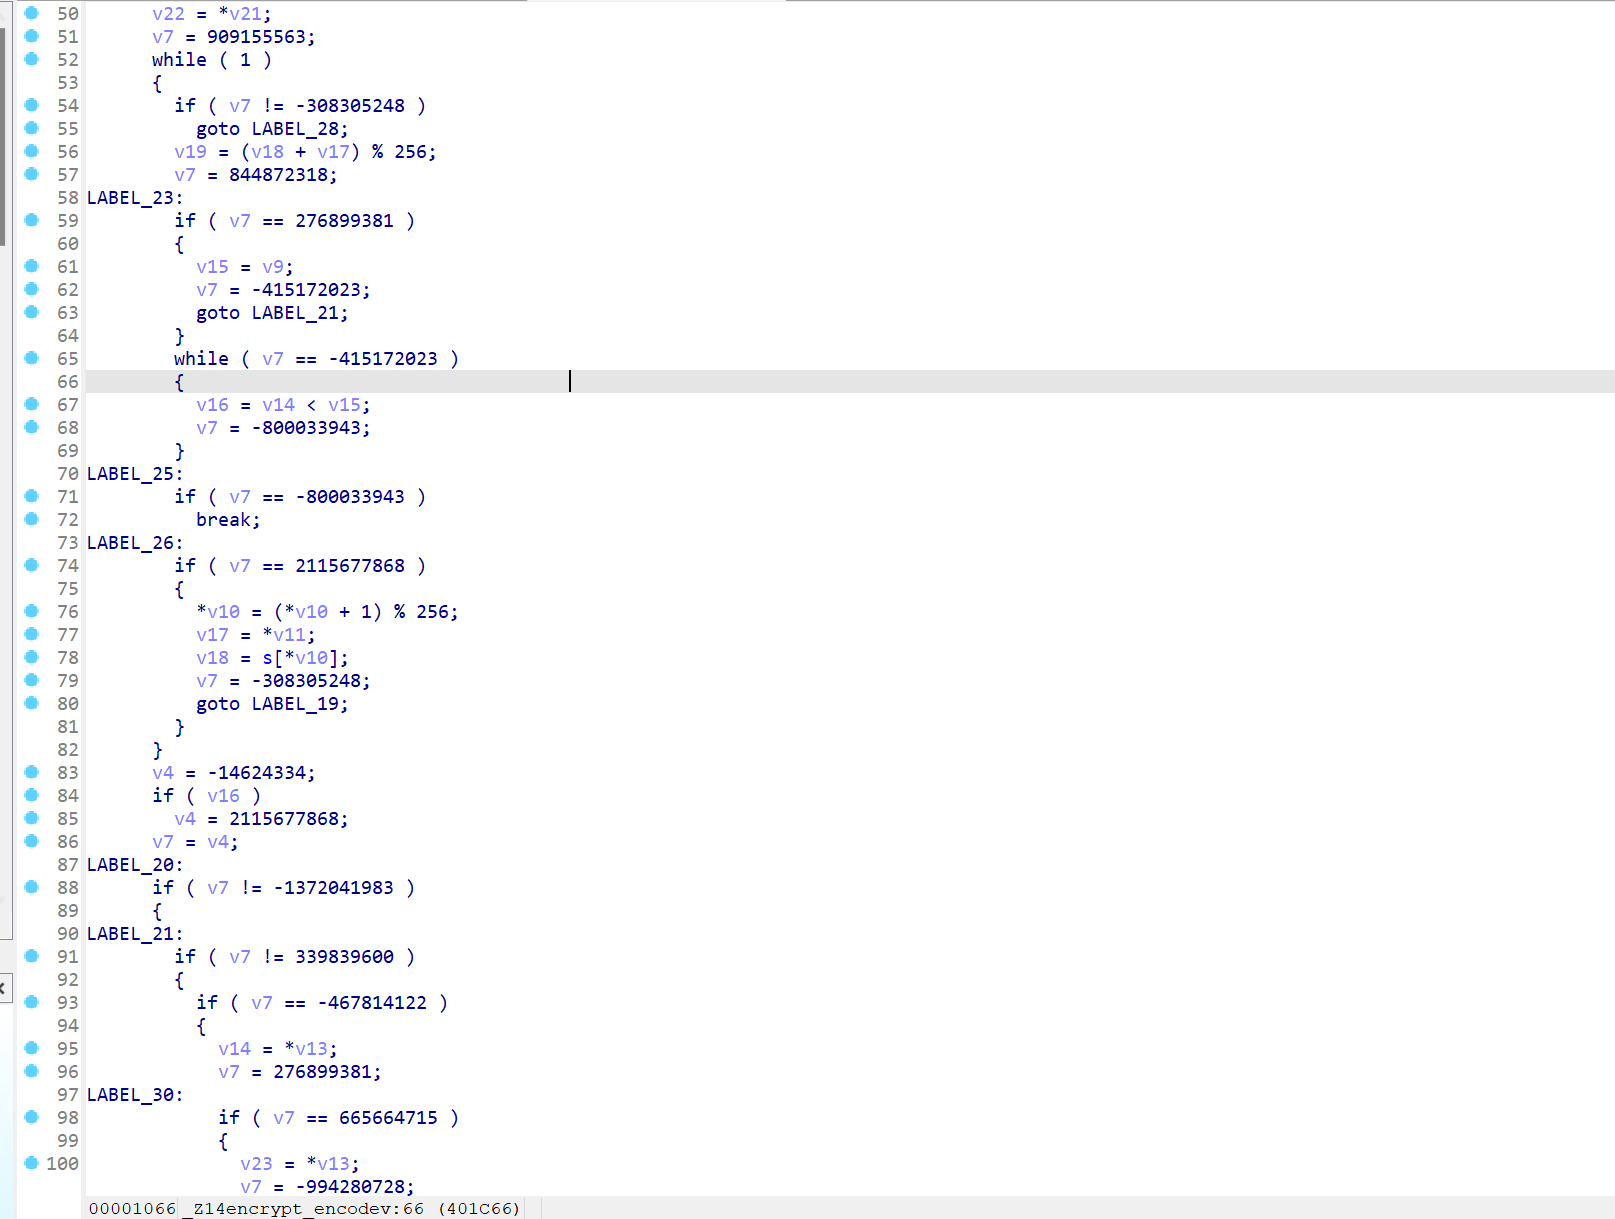 50 v22 = *v21;
51 v7 = 909155563;
52 while ( 1 )
53 {
54 if ( v7 != -308305248 )
55 goto LABEL_28;
56 v19 = (v18 + v17) % 256;
57 v7 = 844872318;
58 LABEL_23:
59 if ( v7 == 276899381 )
60 {
61 v15 = v9;
62 v7 = -415172023;
63 goto LABEL_21;
64 }
65 while ( v7 == -415172023 )
66 {
67 v16 = v14 < v15;
68 v7 = -800033943;
69 }
70 LABEL_25:
71 if ( v7 == -800033943 )
72 break;
73 LABEL_26:
74 if ( v7 == 2115677868 )
75 {
76 *v10 = (*v10 + 1) % 256;
77 v17 = *v11;
78 v18 = s[*v10];
79 v7 = -308305248;
80 goto LABEL_19;
81 }
82 }
83 v4 = -14624334;
84 if ( v16 )
85 v4 = 2115677868;
86 v7 = v4;
87 LABEL_20:
88 if ( v7 != -1372041983 )
89 {
90 LABEL_21:
91 if ( v7 != 339839600 )
92 {
93 if ( v7 == -467814122 )
94 {
95 v14 = *v13;
96 v7 = 276899381;
97 LABEL_30:
98 if ( v7 == 665664715 )
99 {
100 v23 = *v13;
v7 = -994280728;
00001066 _Z14encrypt_encodev:66 (401C66)